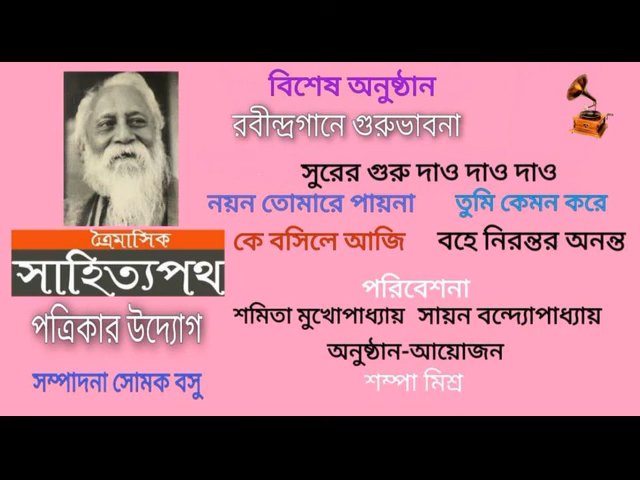 বিশেষ অনুষ্ঠান
রবীন্দ্রগানে গুরুভাবনা
সুরের গুরু দাও দাও দাও
নয়ন তোমারে পায়না তুমি কেমন করে
কে বসিলে আজি বহে নিরন্তর অনন্ত
ত্রৈমাসিক
সাহিত্যপথ
পত্রিকার উদ্যোগ
সম্পাদনা সোমক বসু
পরিবেশনা
শমিতা মুখোপাধ্যায় সায়ন বন্দ্যোপাধ্যায়
অনুষ্ঠান-আয়োজন
শম্পা মিশ্র